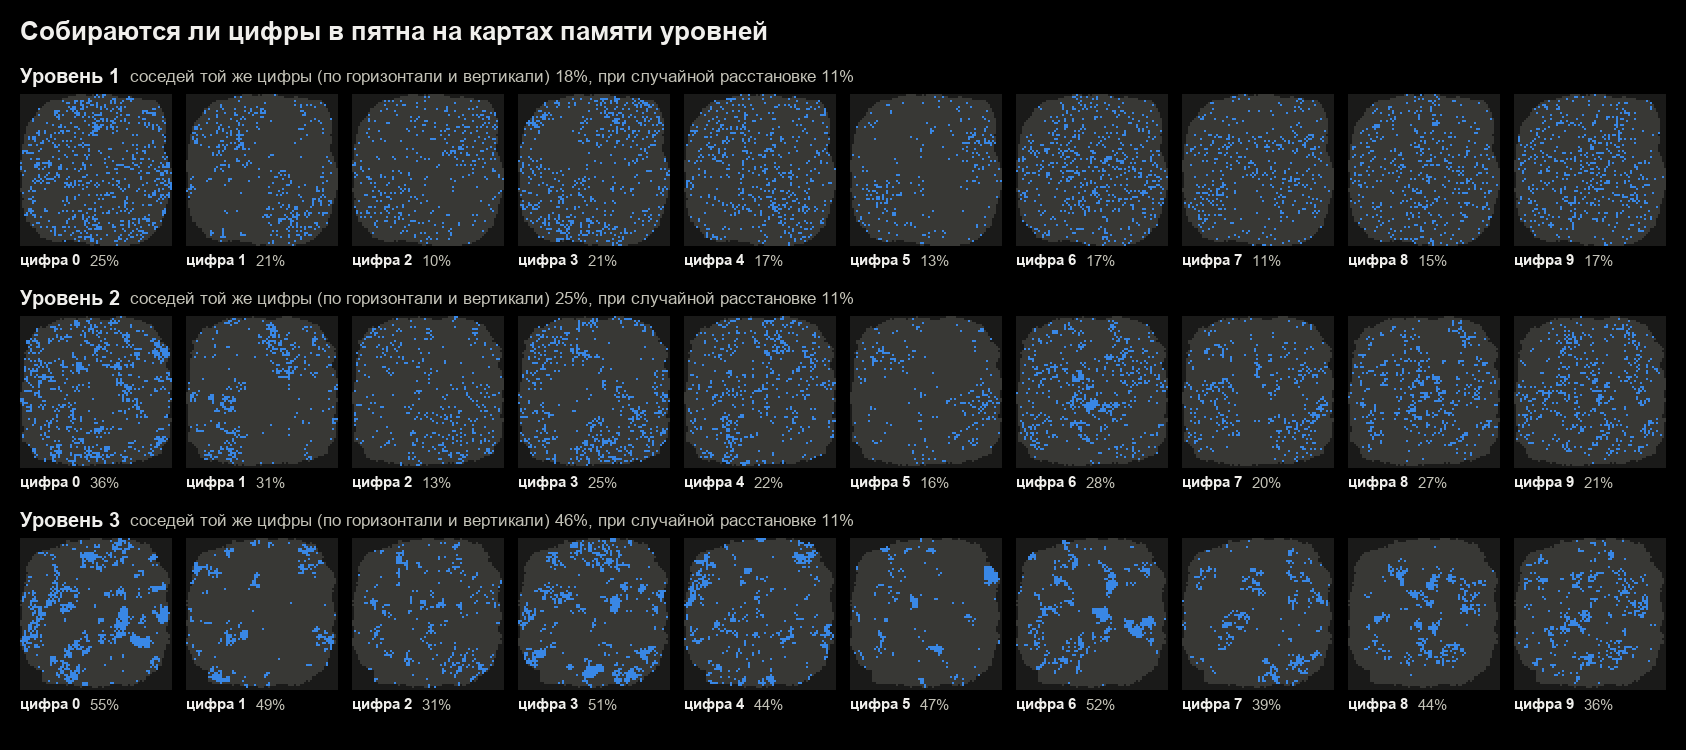 Собираются ли цифры в пятна на картах памяти уровней
Уровень 1 соседей той же цифры (по горизонтали и вертикали) 18%, при случайной расстановке 11%
цифра 0 25% цифра 1 21% цифра 2 10% цифра 3 21% цифра 4 17% цифра 5 13% цифра 6 17% цифра 7 11% цифра 8 15% цифра 9 17%
Уровень 2 соседей той же цифры (по горизонтали и вертикали) 25%, при случайной расстановке 11%
цифра 0 36% цифра 1 31% цифра 2 13% цифра 3 25% цифра 4 22% цифра 5 16% цифра 6 28% цифра 7 20% цифра 8 27% цифра 9 21%
Уровень 3 соседей той же цифры (по горизонтали и вертикали) 46%, при случайной расстановке 11%
цифра 0 55% цифра 1 49% цифра 2 31% цифра 3 51% цифра 4 44% цифра 5 47% цифра 6 52% цифра 7 39% цифра 8 44% цифра 9 36%